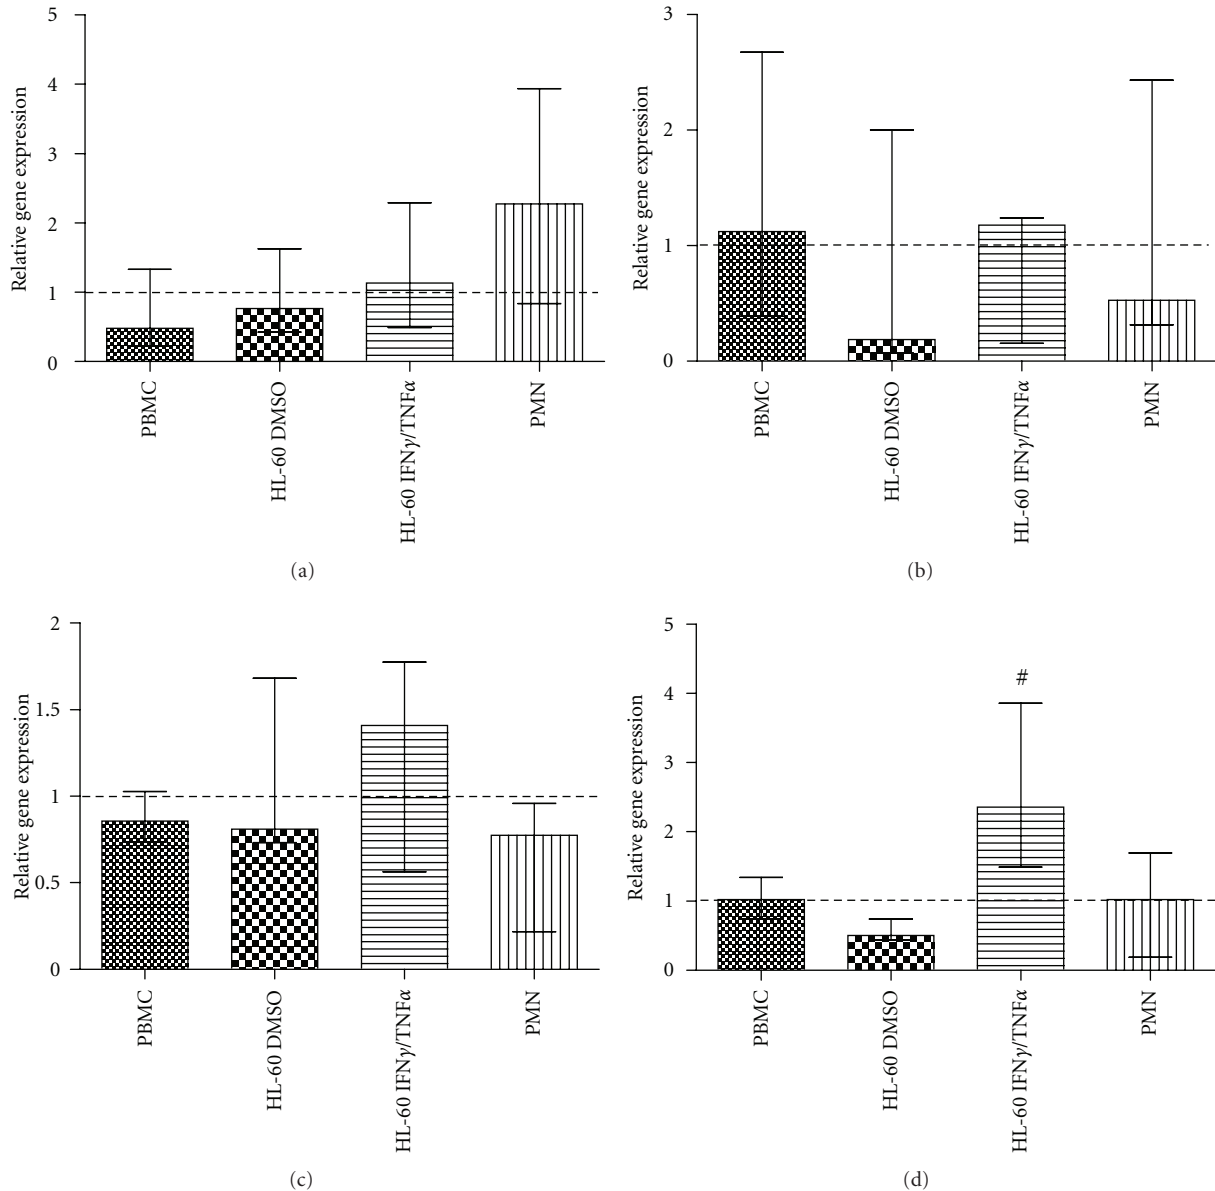 Relative gene expression
5
4
3
2
1
0
PBMC
HL-60 DMSO
HL-60 IFNγ/TNFα
PMN
(a)
Relative gene expression
3
2
1
0
PBMC
HL-60 DMSO
HL-60 IFNγ/TNFα
PMN
(b)
Relative gene expression
2
1.5
1
0.5
0
PBMC
HL-60 DMSO
HL-60 IFNγ/TNFα
PMN
(c)
Relative gene expression
5
4
3
2
1
0
#
PBMC
HL-60 DMSO
HL-60 IFNγ/TNFα
PMN
(d)